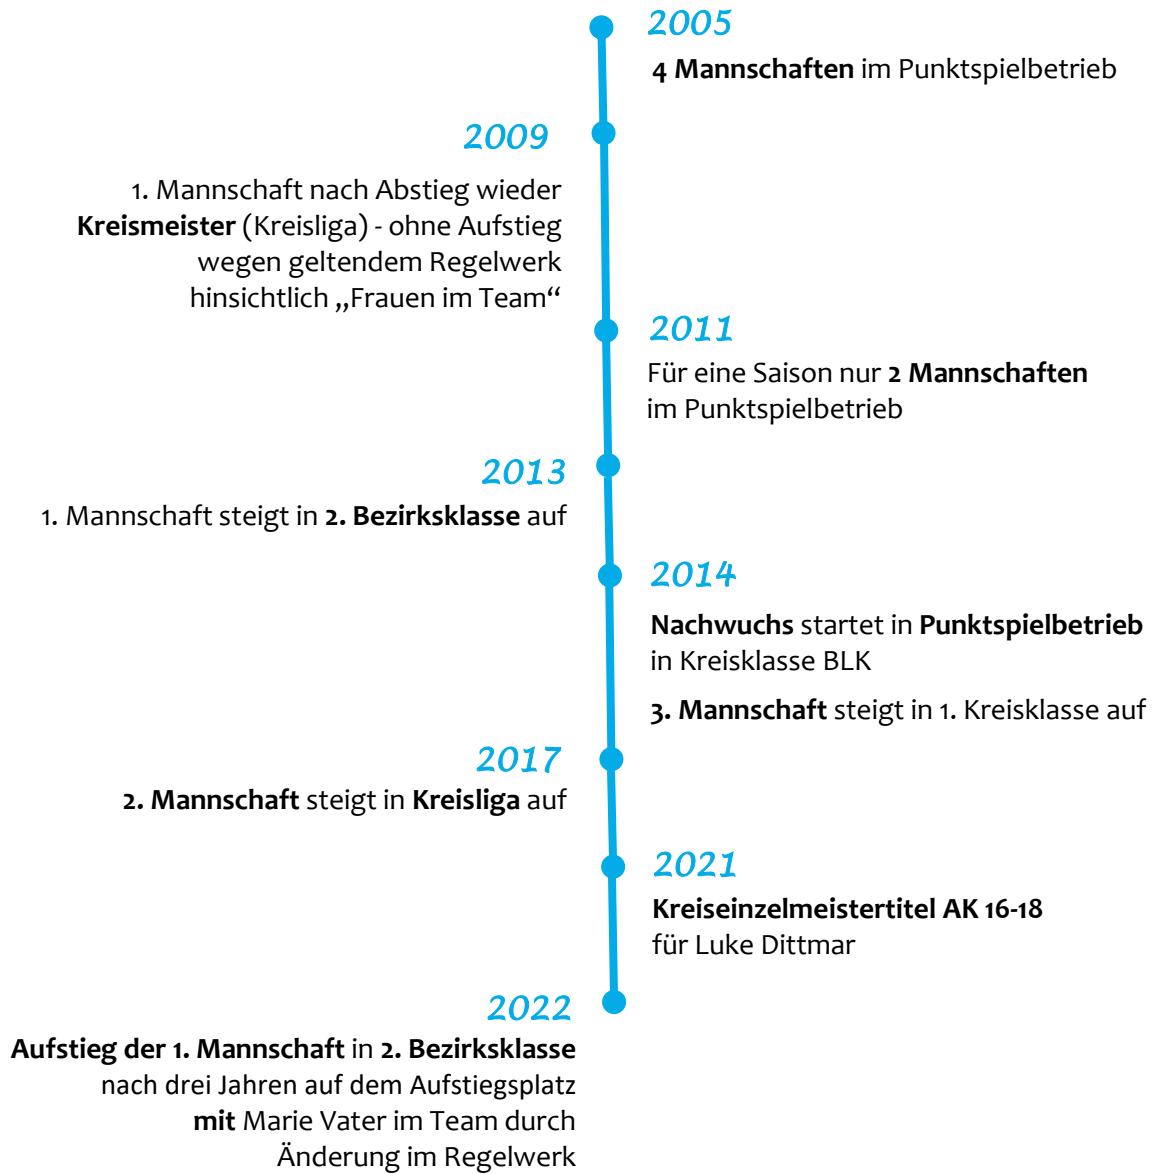 2005
4 Mannschaften im Punktspielbetrieb
2009
1. Mannschaft nach Abstieg wieder
Kreismeister (Kreisliga) - ohne Aufstieg
wegen geltendem Regelwerk
hinsichtlich „Frauen im Team“
2011
Für eine Saison nur 2 Mannschaften
im Punktspielbetrieb
2013
1. Mannschaft steigt in 2. Bezirksklasse auf
2014
Nachwuchs startet in Punktspielbetrieb
in Kreisklasse BLK
3. Mannschaft steigt in 1. Kreisklasse auf
2017
2. Mannschaft steigt in Kreisliga auf
2021
Kreiseinzelmeistertitel AK 16-18
für Luke Dittmar
2022
Aufstieg der 1. Mannschaft in 2. Bezirksklasse
nach drei Jahren auf dem Aufstiegsplatz
mit Marie Vater im Team durch
Änderung im Regelwerk